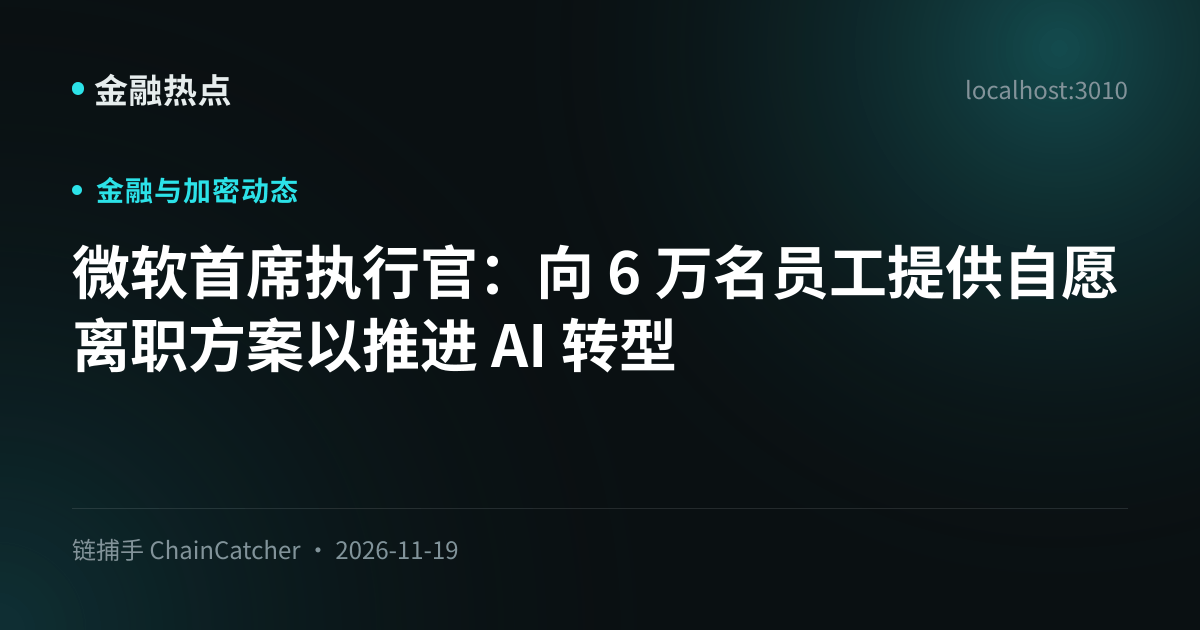 金融热点
localhost:3010
金融与加密动态
微软首席执行官：向 6 万名员工提供自愿
离职方案以推进 AI 转型
链捕手 ChainCatcher · 2026-11-19